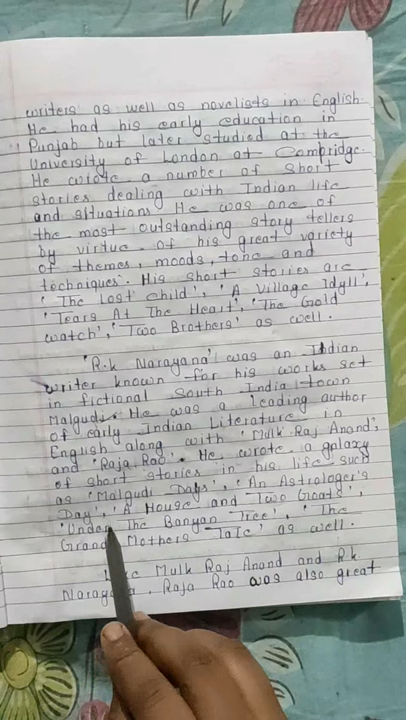 writers as well as novelists in English.
He had his early education in
Punjab but later studied at the
University of London at Cambridge.
He wrote a number of short
stories dealing with Indian life
and situations. He was one of
the most outstanding story tellers
by virtue of his great variety
of themes, moods, tone and
techniques. His short stories are
'The Lost child', 'A Village Idyll',
'Tears At The Heart', 'The Gold
watch', 'Two Brothers' as well.
'R.k Narayana' was an Indian
writer known for his works set
in fictional South India town
Malgudi. He was a leading author
of early Indian Literature in
English along with 'Mulk Raj Anand',
and 'Raja Rao'. He wrote a galaxy
of short stories in his life such
as 'Malgudi Days', 'An Astrologer's
Day', 'A House and Two Goats',
'Under The Banyan Tree', 'The
Grand Mothers Tale' as well.
Mulk Raj Anand and R.k
Narayana, Raja Rao was also great